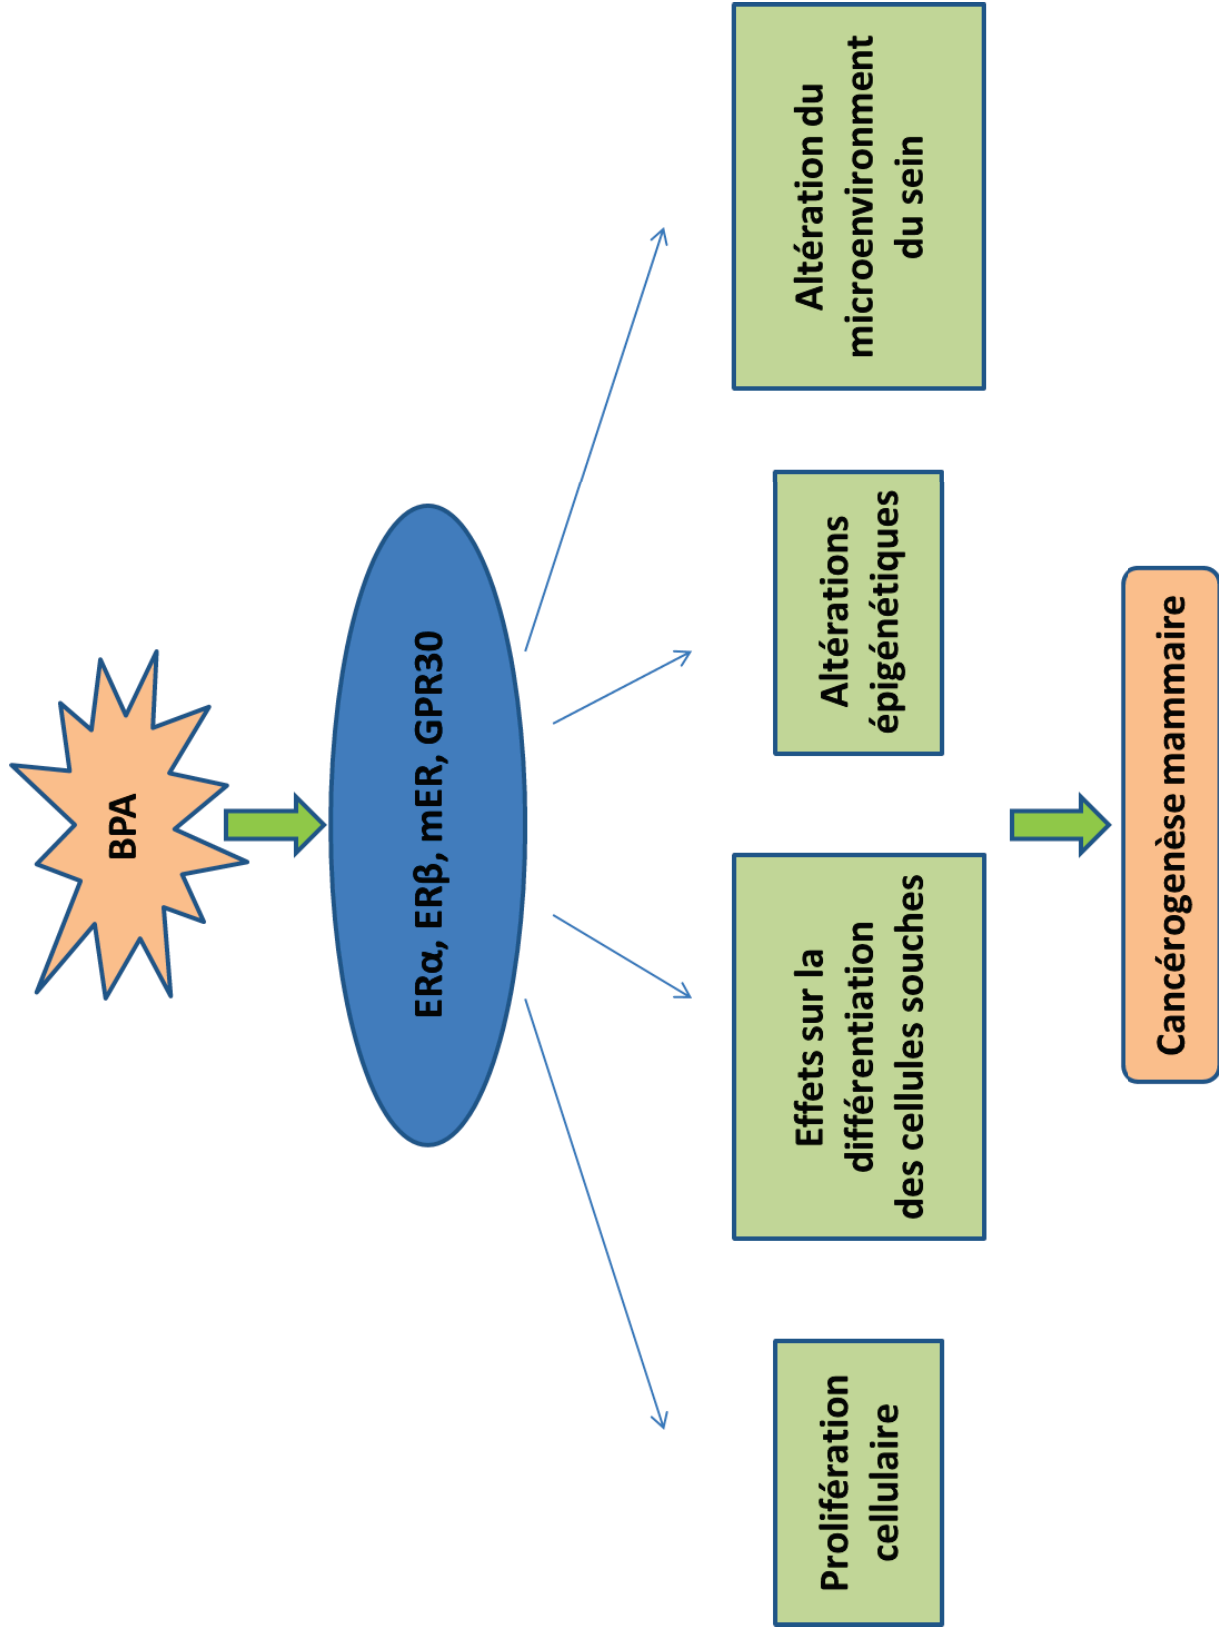 BPA
ERα, ERβ, mER, GPR30
Prolifération
cellulaire
Effets sur la
différentiation
des cellules souches
Altérations
épigénétiques
Altération du
microenvironment
du sein
Cancérogenèse mammaire